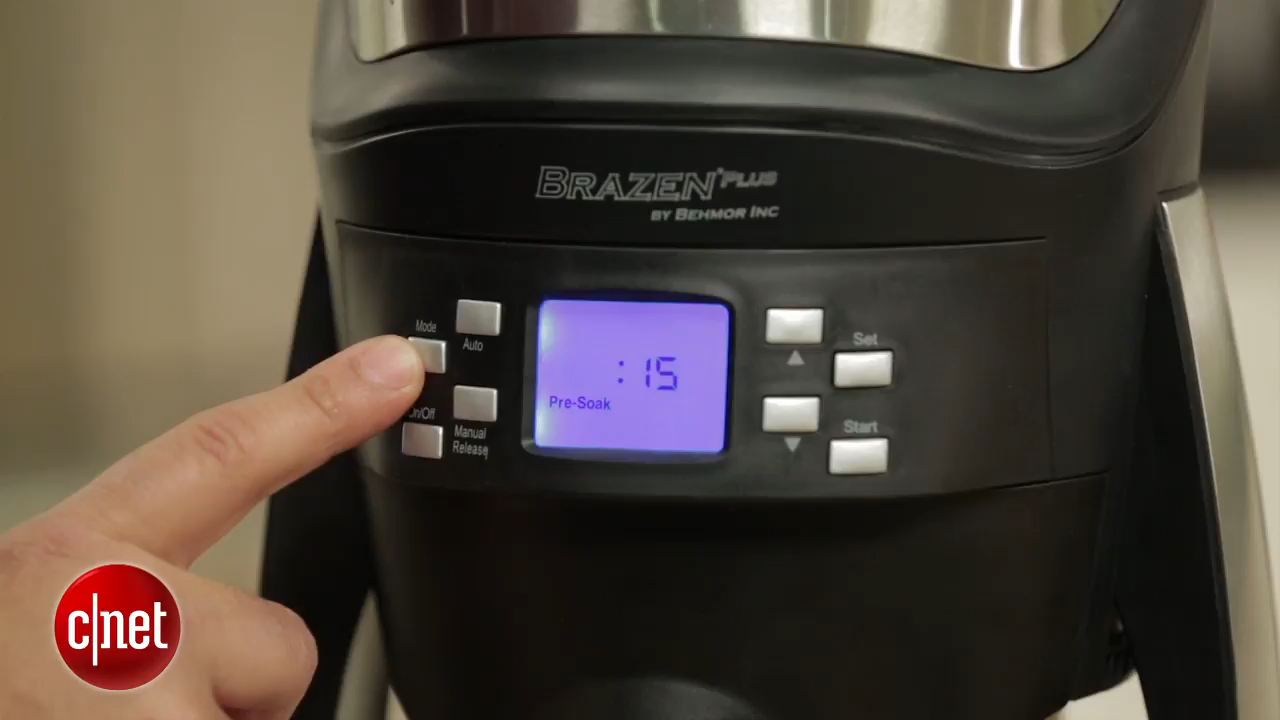 BRAZEN PLUS
BY BEHMOR INC
Mode
Auto
On/Off
Manual
Release
:15
Pre-Soak
Set
Start
c|net